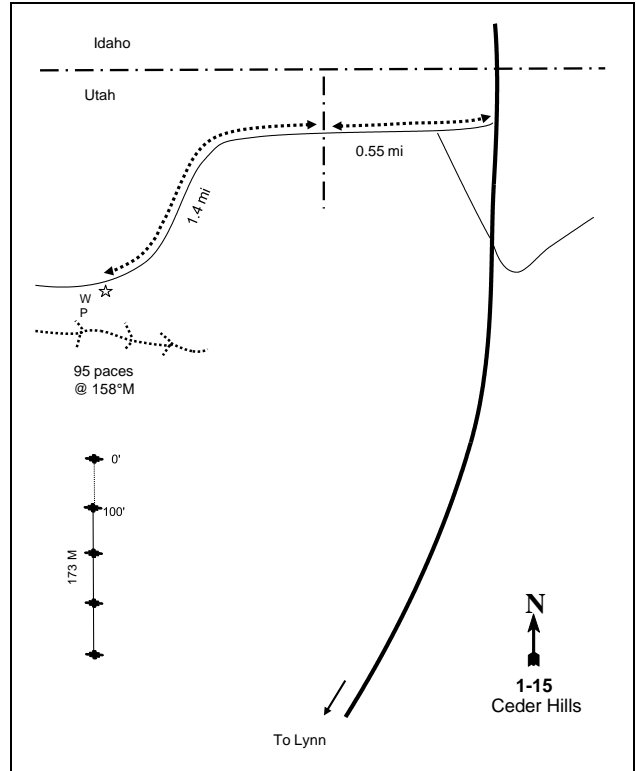 Idaho
Utah
0.55 mi
1.4 mi
W
P
95 paces
@ 158°M
0'
100'
173 M
N
1-15
Ceder Hills
To Lynn